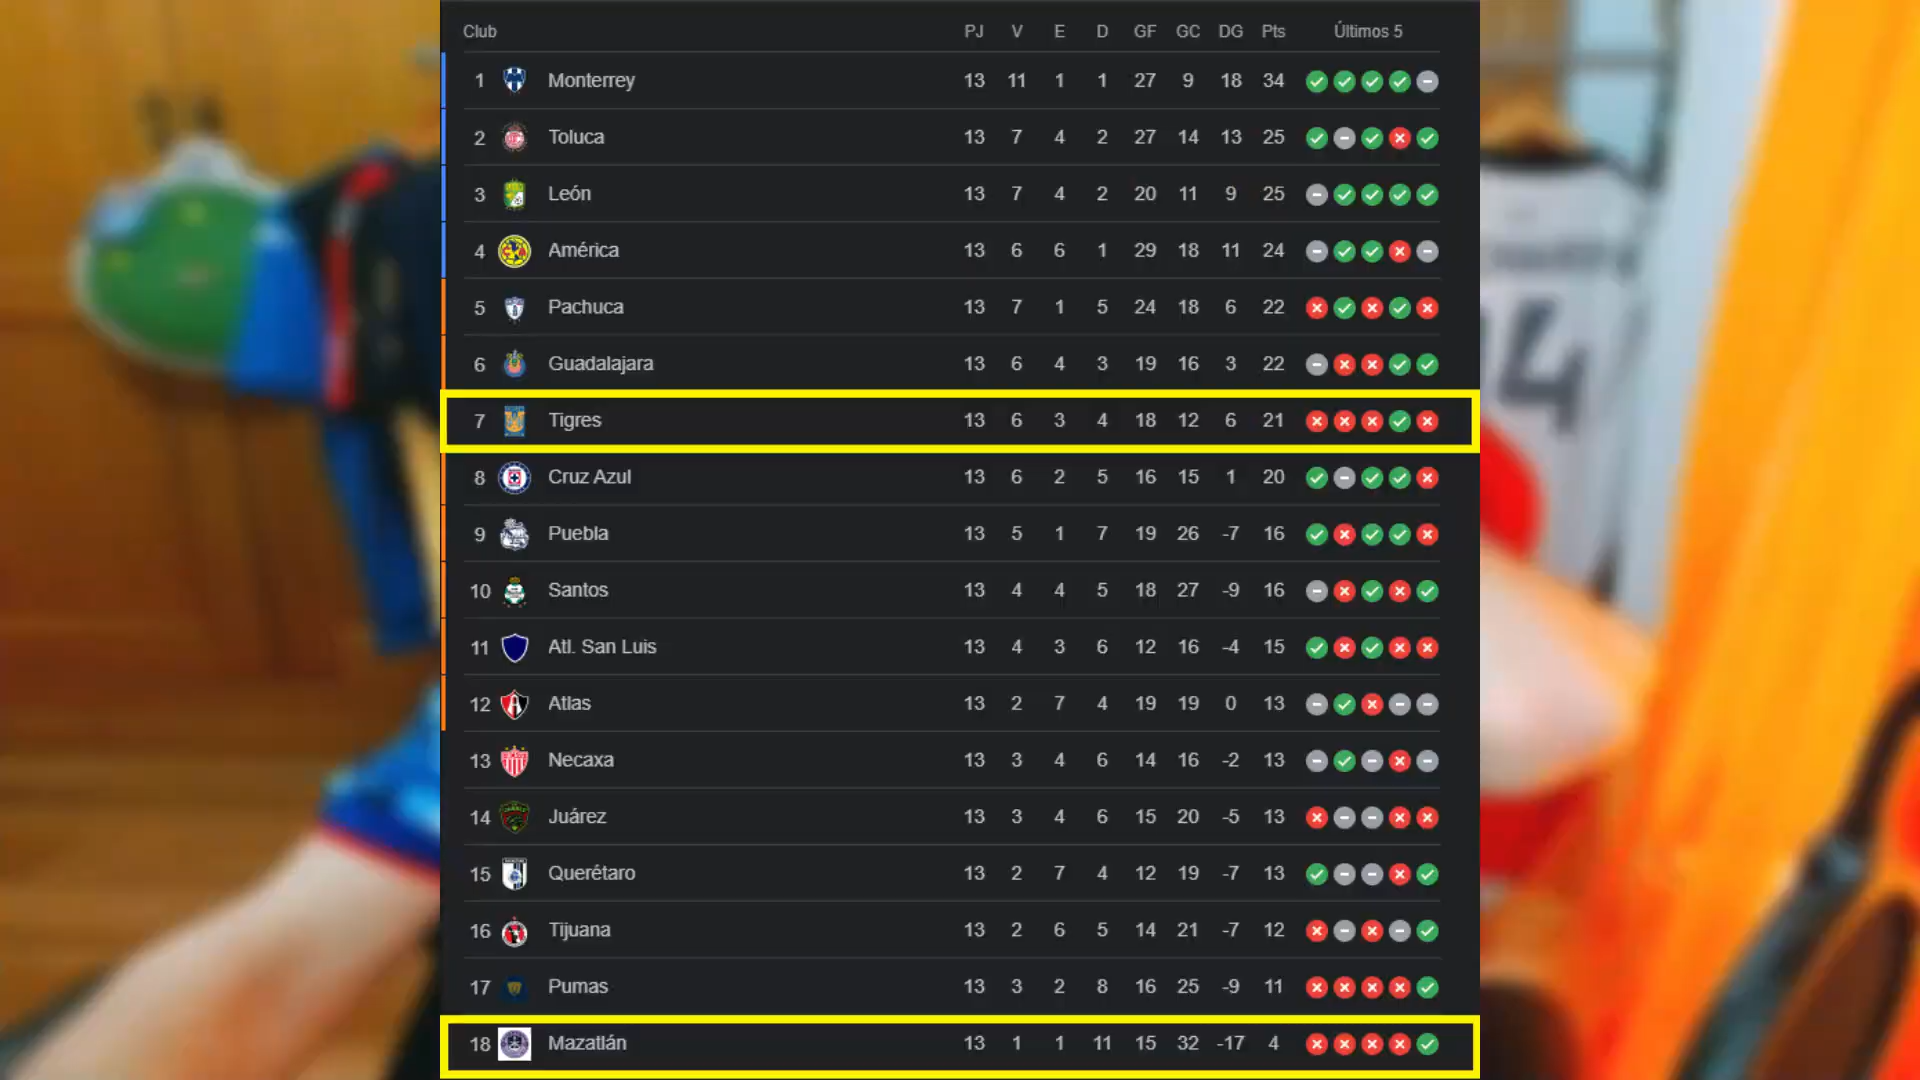 Club PJ V E D GF GC DG Pts Últimos 5
1 Monterrey 13 11 1 1 27 9 18 34
2 Toluca 13 7 4 2 27 14 13 25
3 León 13 7 4 2 20 11 9 25
4 América 13 6 6 1 29 18 11 24
5 Pachuca 13 7 1 5 24 18 6 22
6 Guadalajara 13 6 4 3 19 16 3 22
7 Tigres 13 6 3 4 18 12 6 21
8 Cruz Azul 13 6 2 5 16 15 1 20
9 Puebla 13 5 1 7 19 26 -7 16
10 Santos 13 4 4 5 18 27 -9 16
11 Atl. San Luis 13 4 3 6 12 16 -4 15
12 Atlas 13 2 7 4 19 19 0 13
13 Necaxa 13 3 4 6 14 16 -2 13
14 Juárez 13 3 4 6 15 20 -5 13
15 Querétaro 13 2 7 4 12 19 -7 13
16 Tijuana 13 2 6 5 14 21 -7 12
17 Pumas 13 3 2 8 16 25 -9 11
18 Mazatlán 13 1 1 11 15 32 -17 4